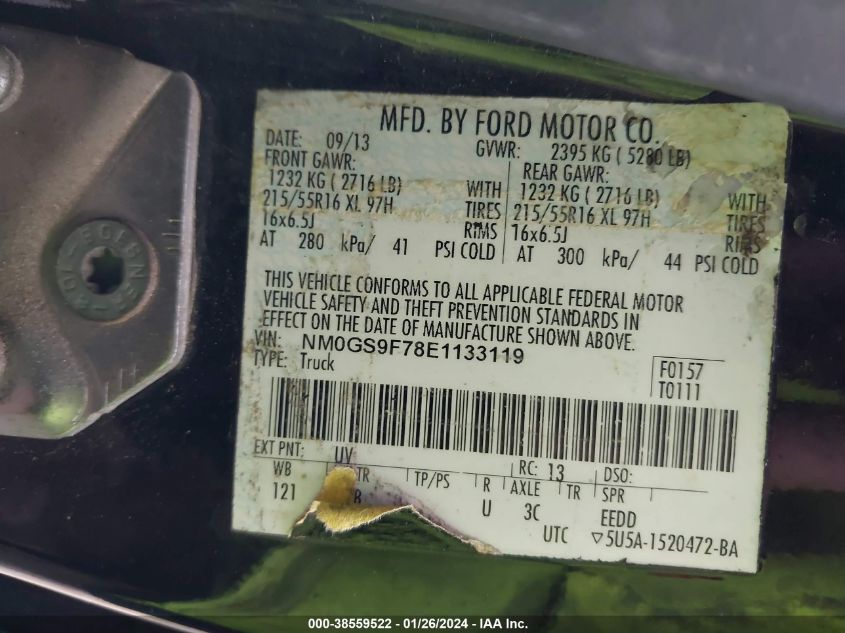 MFD. BY FORD MOTOR CO.
DATE: 09/13 GVWR: 2395 KG ( 5280 LB)
FRONT GAWR: REAR GAWR:
1232 KG ( 2716 LB) WITH 1232 KG ( 2716 LB) WITH
215/55R16 XL 97H TIRES 215/55R16 XL 97H TIRES
16x6.5J RIMS 16x6.5J RIMS
AT 280 kPa/ 41 PSI COLD AT 300 kPa/ 44 PSI COLD
THIS VEHICLE CONFORMS TO ALL APPLICABLE FEDERAL MOTOR
VEHICLE SAFETY AND THEFT PREVENTION STANDARDS IN
EFFECT ON THE DATE OF MANUFACTURE SHOWN ABOVE.
VIN: NM0GS9F78E1133119
TYPE: Truck
F0157
T0111
EXT PNT: UV RC: 13 DSO:
WB TR TP/PS R AXLE TR SPR
121 B U 3C EEDD
UTC ▽5U5A-1520472-BA
000-38559522 - 01/26/2024 - IAA Inc.